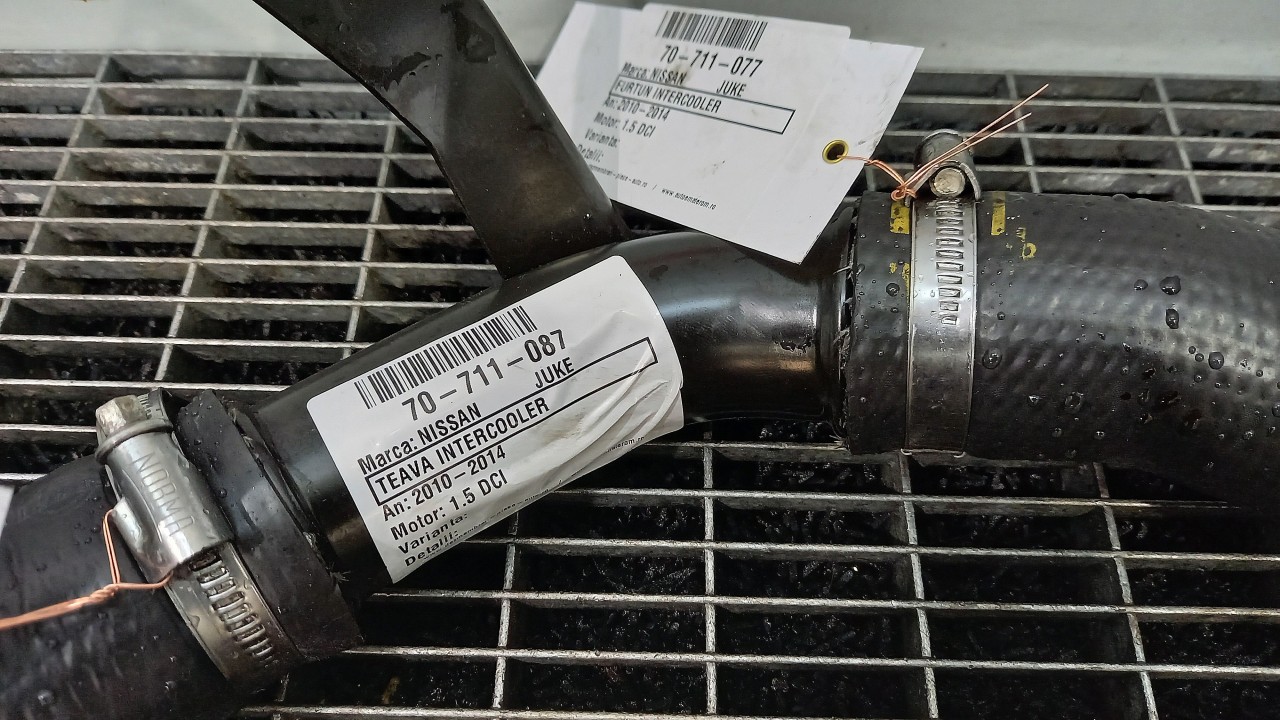 70-711-077
Marca: NISSAN JUKE
FURTUN INTERCOOLER
An: 2010-2014
Motor: 1.5 DCI
Varianta:
Detalii:
70-711-087
Marca: NISSAN JUKE
TEAVA INTERCOOLER
An: 2010-2014
Motor: 1.5 DCI
Varianta:
Detalii:
NORMA